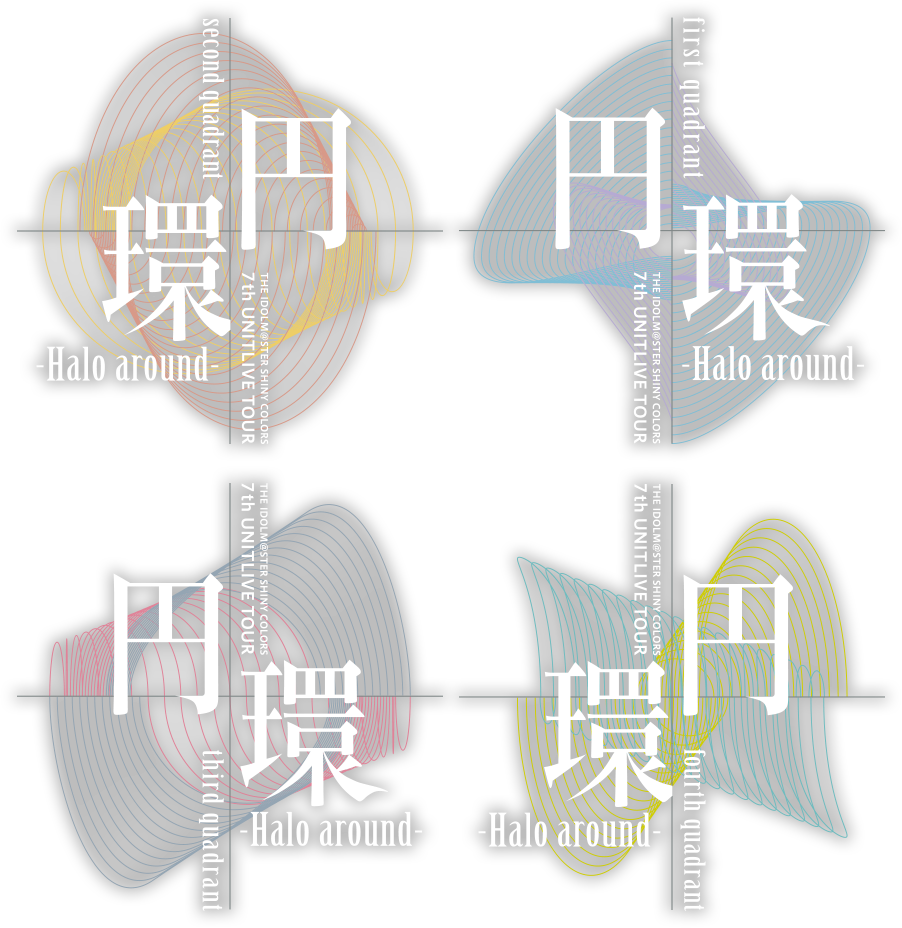 second quadrant
円環
-Halo around-
THE IDOLM@STER SHINY COLORS
7th UNITLIVE TOUR
first quadrant
円環
-Halo around-
THE IDOLM@STER SHINY COLORS
7th UNITLIVE TOUR
THE IDOLM@STER SHINY COLORS
7th UNITLIVE TOUR
円環
-Halo around-
third quadrant
THE IDOLM@STER SHINY COLORS
7th UNITLIVE TOUR
円環
-Halo around-
fourth quadrant